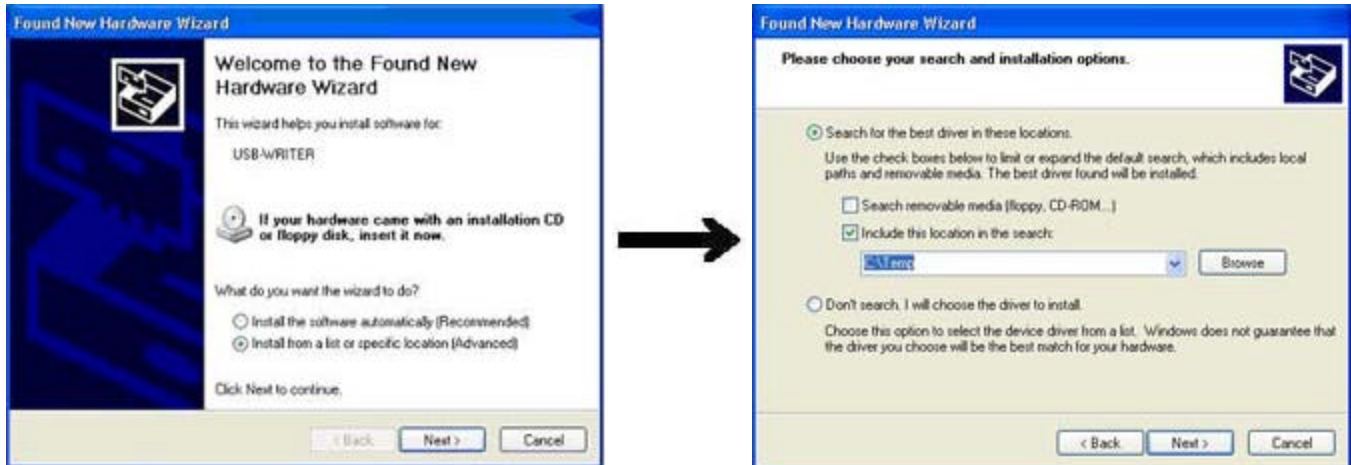 Found New Hardware Wizard
Welcome to the Found New
Hardware Wizard
This wizard helps you install software for:
USB-WRITER
If your hardware came with an installation CD
or floppy disk, insert it now.
What do you want the wizard to do?
Install the software automatically (Recommended)
Install from a list or specific location (Advanced)
Click Next to continue.
< Back
Next >
Cancel
Found New Hardware Wizard
Please choose your search and installation options.
Search for the best driver in these locations.
Use the check boxes below to limit or expand the default search, which includes local
paths and removable media. The best driver found will be installed.
Search removable media (floppy, CD-ROM...)
Include this location in the search:
C:\Temp
Browse
Don't search. I will choose the driver to install.
Choose this option to select the device driver from a list. Windows does not guarantee that
the driver you choose will be the best match for your hardware.
< Back
Next >
Cancel